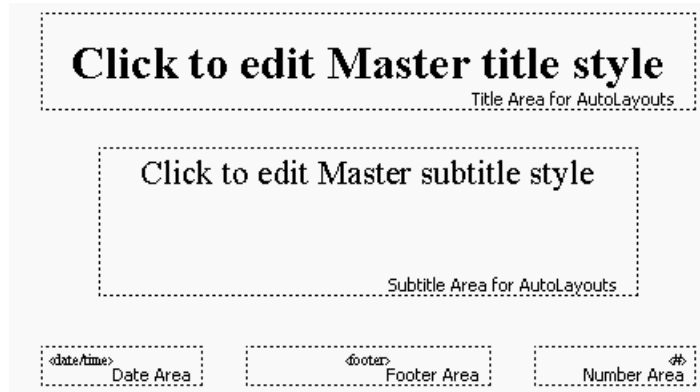 Click to edit Master title style
Title Area for AutoLayouts
Click to edit Master subtitle style
Subtitle Area for AutoLayouts
<date/time>
Date Area
<footer>
Footer Area
<#>
Number Area